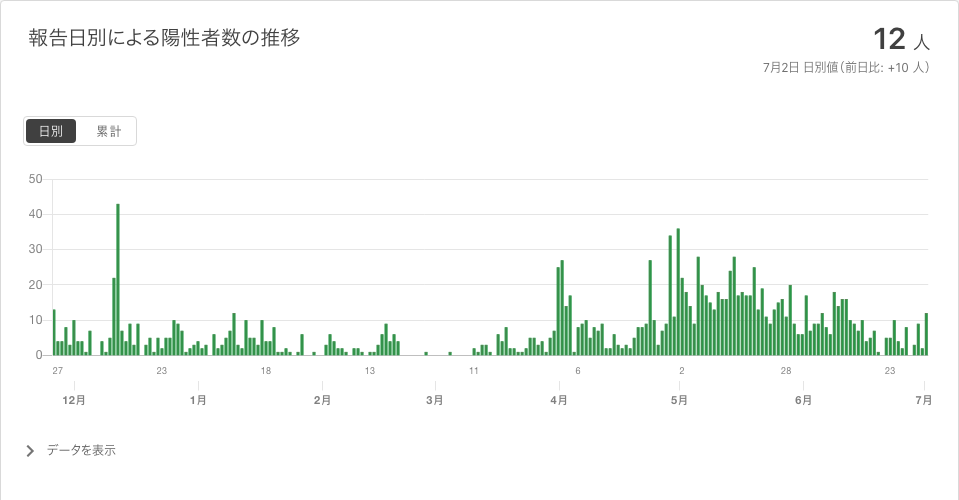 報告日別による陽性者数の推移
12 人
7月2日 日別値（前日比: +10 人）
日別 累計
50
40
30
20
10
0
27 23 18 13 11 6 2 28 23
12月 1月 2月 3月 4月 5月 6月 7月
データを表示